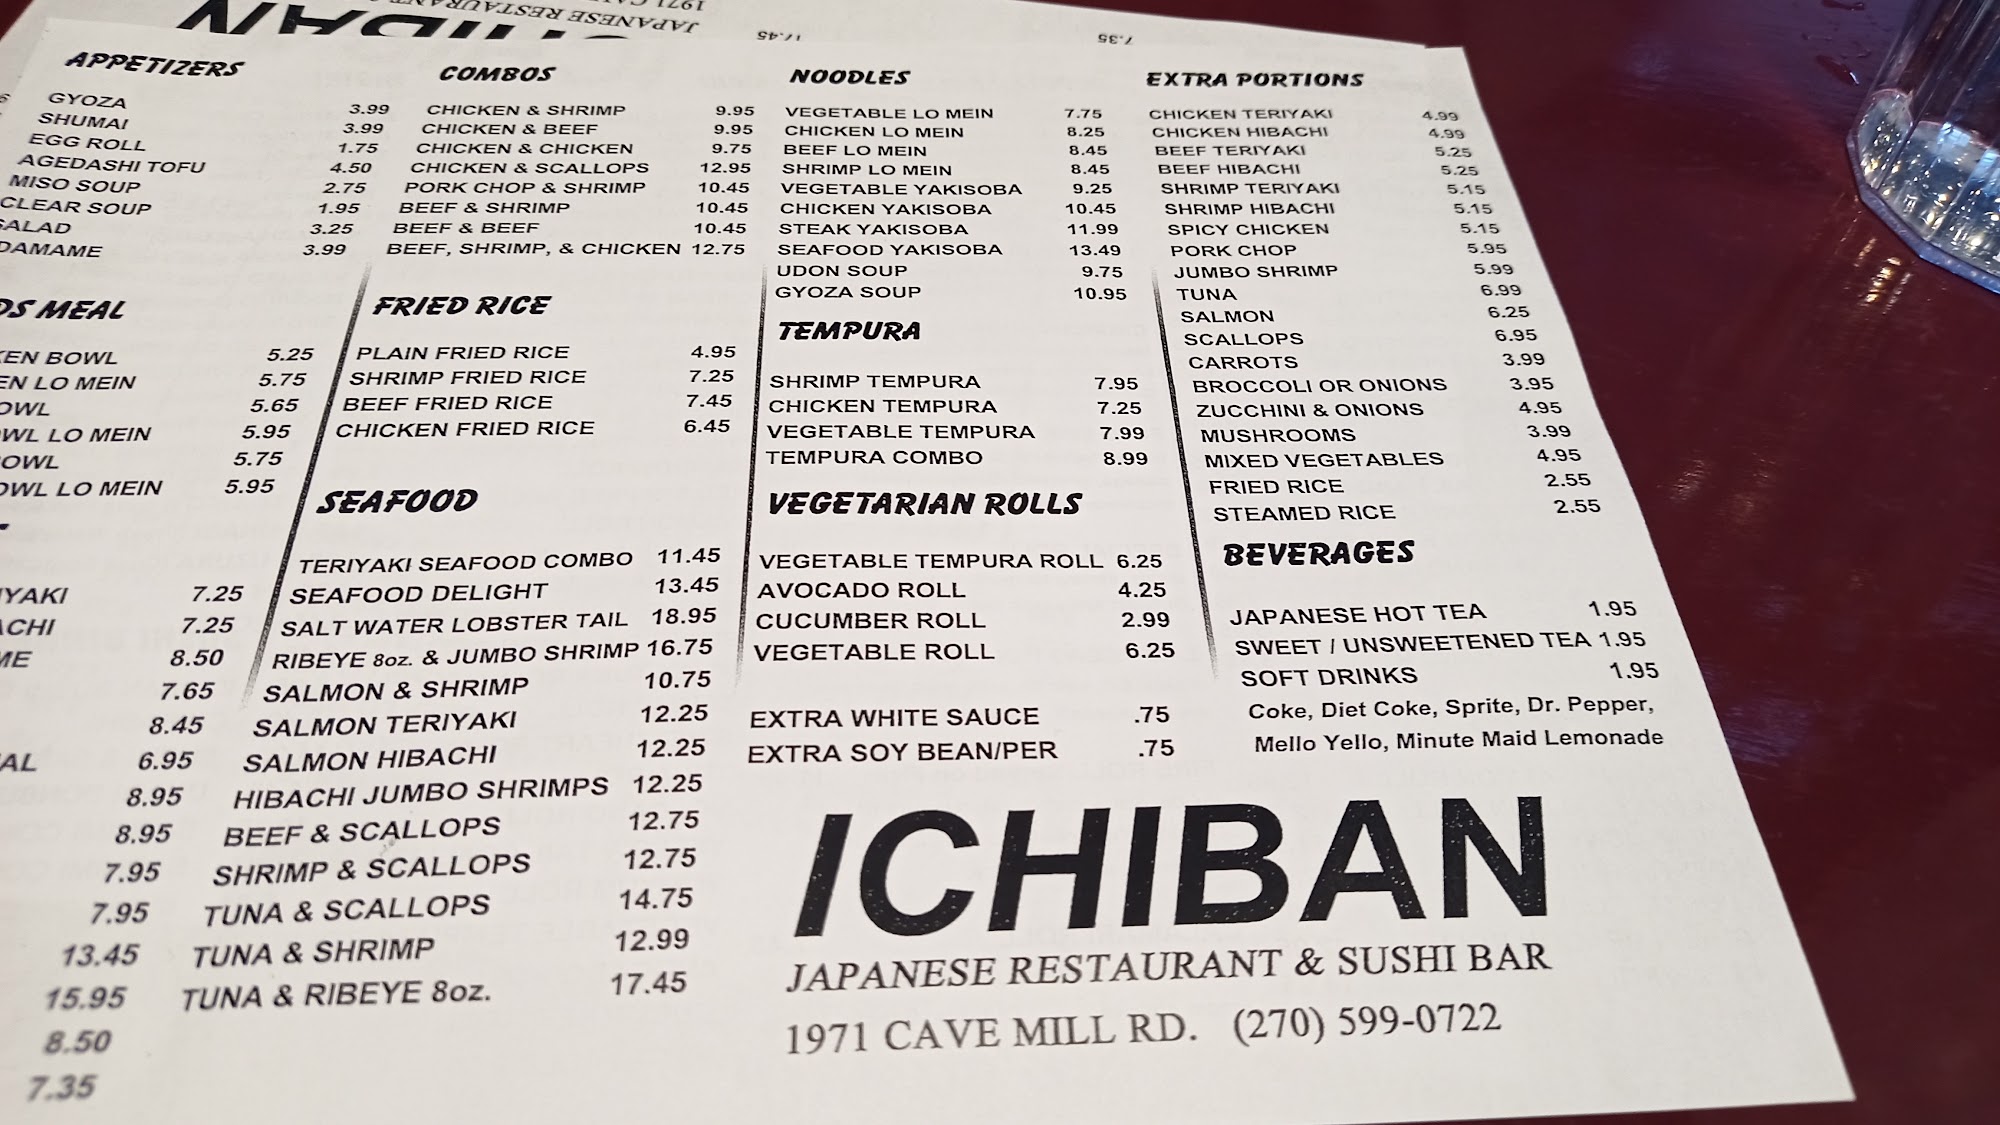 APPETIZERS
GYOZA 3.99
SHUMAI 3.99
EGG ROLL 1.75
AGEDASHI TOFU 4.50
MISO SOUP 2.75
CLEAR SOUP 1.95
SALAD 3.25
DAMAME 3.99
DS MEAL
KEN BOWL 5.25
EN LO MEIN 5.75
OWL 5.65
OWL LO MEIN 5.95
BOWL 5.75
OWL LO MEIN 5.95
IYAKI 7.25
ACHI 7.25
ME 8.50
7.65
8.45
AL 6.95
8.95
8.95
7.95
7.95
13.45
15.95
8.50
7.35
COMBOS
CHICKEN & SHRIMP 9.95
CHICKEN & BEEF 9.95
CHICKEN & CHICKEN 9.75
CHICKEN & SCALLOPS 12.95
PORK CHOP & SHRIMP 10.45
BEEF & SHRIMP 10.45
BEEF & BEEF 10.45
BEEF, SHRIMP, & CHICKEN 12.75
FRIED RICE
PLAIN FRIED RICE 4.95
SHRIMP FRIED RICE 7.25
BEEF FRIED RICE 7.45
CHICKEN FRIED RICE 6.45
SEAFOOD
TERIYAKI SEAFOOD COMBO 11.45
SEAFOOD DELIGHT 13.45
SALT WATER LOBSTER TAIL 18.95
RIBEYE 8oz. & JUMBO SHRIMP 16.75
SALMON & SHRIMP 10.75
SALMON TERIYAKI 12.25
SALMON HIBACHI 12.25
HIBACHI JUMBO SHRIMPS 12.25
BEEF & SCALLOPS 12.75
SHRIMP & SCALLOPS 12.75
TUNA & SCALLOPS 14.75
TUNA & SHRIMP 12.99
TUNA & RIBEYE 8oz. 17.45
NOODLES
VEGETABLE LO MEIN 7.75
CHICKEN LO MEIN 8.25
BEEF LO MEIN 8.45
SHRIMP LO MEIN 8.45
VEGETABLE YAKISOBA 9.25
CHICKEN YAKISOBA 10.45
STEAK YAKISOBA 11.99
SEAFOOD YAKISOBA 13.49
UDON SOUP 9.75
GYOZA SOUP 10.95
TEMPURA
SHRIMP TEMPURA 7.95
CHICKEN TEMPURA 7.25
VEGETABLE TEMPURA 7.99
TEMPURA COMBO 8.99
VEGETARIAN ROLLS
VEGETABLE TEMPURA ROLL 6.25
AVOCADO ROLL 4.25
CUCUMBER ROLL 2.99
VEGETABLE ROLL 6.25
EXTRA WHITE SAUCE .75
EXTRA SOY BEAN/PER .75
EXTRA PORTIONS
CHICKEN TERIYAKI 4.99
CHICKEN HIBACHI 4.99
BEEF TERIYAKI 5.25
BEEF HIBACHI 5.25
SHRIMP TERIYAKI 5.15
SHRIMP HIBACHI 5.15
SPICY CHICKEN 5.15
PORK CHOP 5.95
JUMBO SHRIMP 5.99
TUNA 6.99
SALMON 6.25
SCALLOPS 6.95
CARROTS 3.99
BROCCOLI OR ONIONS 3.95
ZUCCHINI & ONIONS 4.95
MUSHROOMS 3.99
MIXED VEGETABLES 4.95
FRIED RICE 2.55
STEAMED RICE 2.55
BEVERAGES
JAPANESE HOT TEA 1.95
SWEET / UNSWEETENED TEA 1.95
SOFT DRINKS 1.95
Coke, Diet Coke, Sprite, Dr. Pepper,
Mello Yello, Minute Maid Lemonade
ICHIBAN
JAPANESE RESTAURANT & SUSHI BAR
1971 CAVE MILL RD. (270) 599-0722
17.45
7.35
JAPANESE RESTAURANT
1971